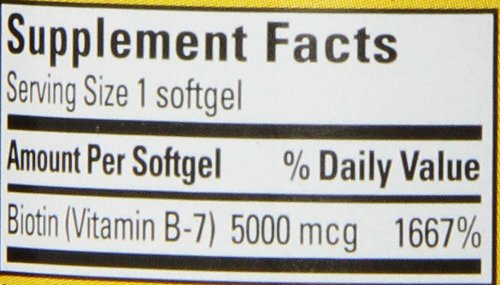 Supplement Facts
Serving Size 1 softgel
Amount Per Softgel % Daily Value
Biotin (Vitamin B-7) 5000 mcg 1667%